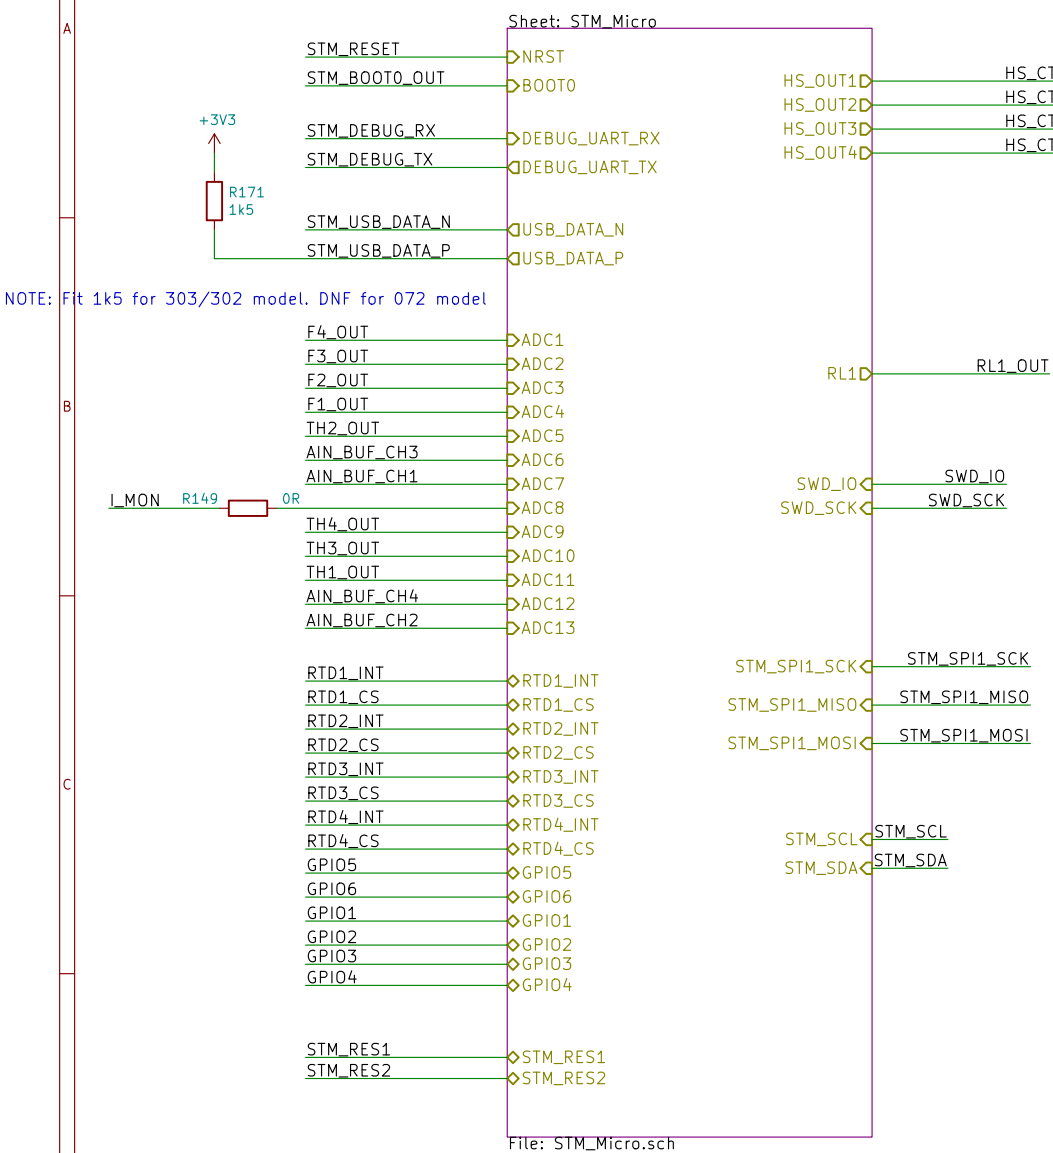 Sheet: STM_Micro
A
STM_RESET
NRST
STM_BOOT0_OUT
BOOT0
HS_OUT1
HS_CT
HS_OUT2
HS_CT
HS_OUT3
HS_CT
HS_OUT4
HS_CT
+3V3
STM_DEBUG_RX
DEBUG_UART_RX
STM_DEBUG_TX
DEBUG_UART_TX
R171
1k5
STM_USB_DATA_N
USB_DATA_N
STM_USB_DATA_P
USB_DATA_P
NOTE: Fit 1k5 for 303/302 model. DNF for 072 model
F4_OUT
ADC1
F3_OUT
ADC2
RL1
RL1_OUT
F2_OUT
ADC3
B
F1_OUT
ADC4
TH2_OUT
ADC5
AIN_BUF_CH3
ADC6
AIN_BUF_CH1
ADC7
SWD_IO
SWD_IO
I_MON
R149
0R
ADC8
SWD_SCK
SWD_SCK
TH4_OUT
ADC9
TH3_OUT
ADC10
TH1_OUT
ADC11
AIN_BUF_CH4
ADC12
AIN_BUF_CH2
ADC13
STM_SPI1_SCK
STM_SPI1_SCK
RTD1_INT
RTD1_INT
RTD1_CS
RTD1_CS
STM_SPI1_MISO
STM_SPI1_MISO
RTD2_INT
RTD2_INT
STM_SPI1_MOSI
STM_SPI1_MOSI
RTD2_CS
RTD2_CS
RTD3_INT
RTD3_INT
C
RTD3_CS
RTD3_CS
RTD4_INT
RTD4_INT
STM_SCL
STM_SCL
RTD4_CS
RTD4_CS
STM_SDA
STM_SDA
GPIO5
GPIO5
GPIO6
GPIO6
GPIO1
GPIO1
GPIO2
GPIO2
GPIO3
GPIO3
GPIO4
GPIO4
STM_RES1
STM_RES1
STM_RES2
STM_RES2
File: STM_Micro.sch